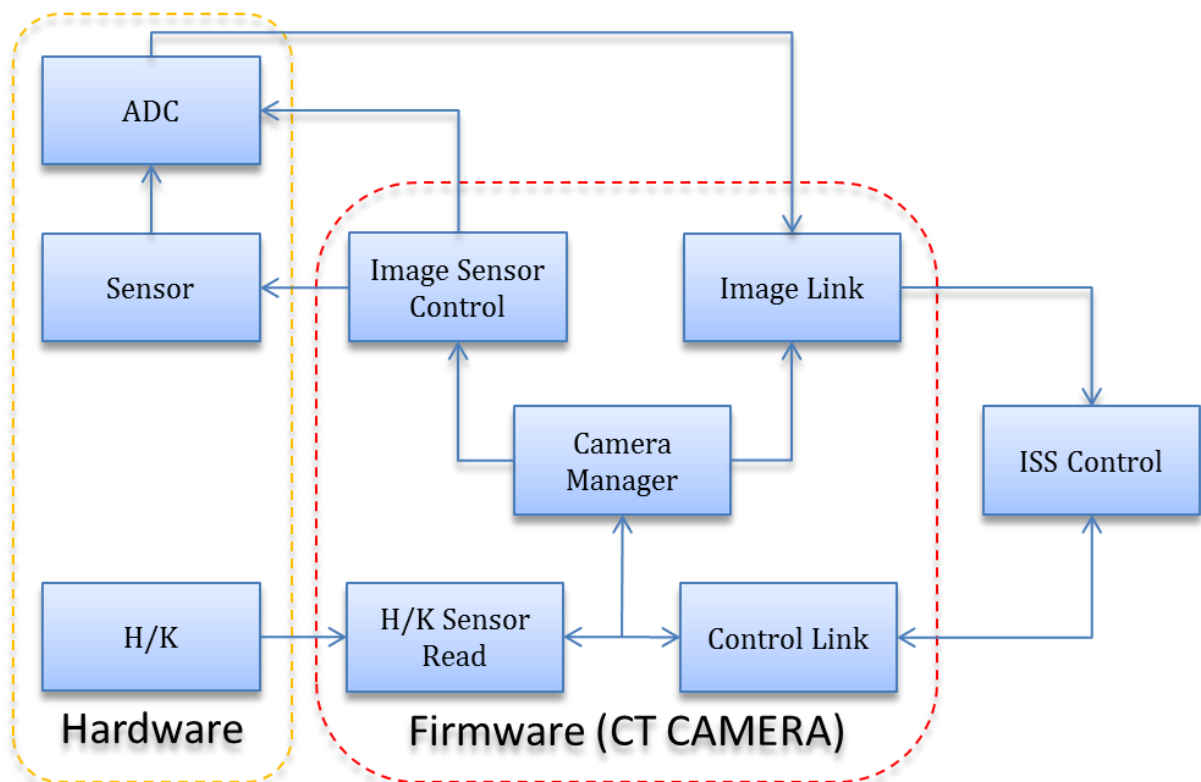 ADC
Sensor
Image Sensor
Control
Image Link
Camera
Manager
ISS Control
H/K
H/K Sensor
Read
Control Link
Hardware
Firmware (CT CAMERA)